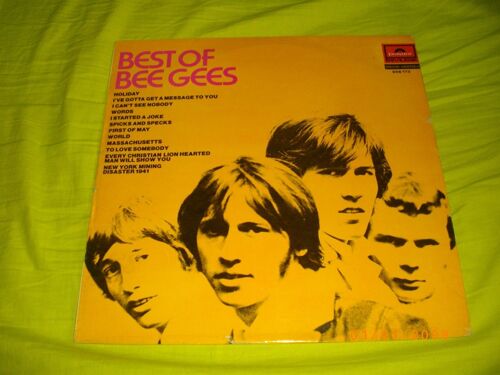 BEST OF
BEE GEES
HOLIDAY
I'VE GOTTA GET A MESSAGE TO YOU
I CAN'T SEE NOBODY
WORDS
I STARTED A JOKE
SPICKS AND SPECKS
FIRST OF MAY
WORLD
MASSACHUSETTS
TO LOVE SOMEBODY
EVERY CHRISTIAN LION HEARTED
MAN WILL SHOW YOU
NEW YORK MINING
DISASTER 1941
Polydor